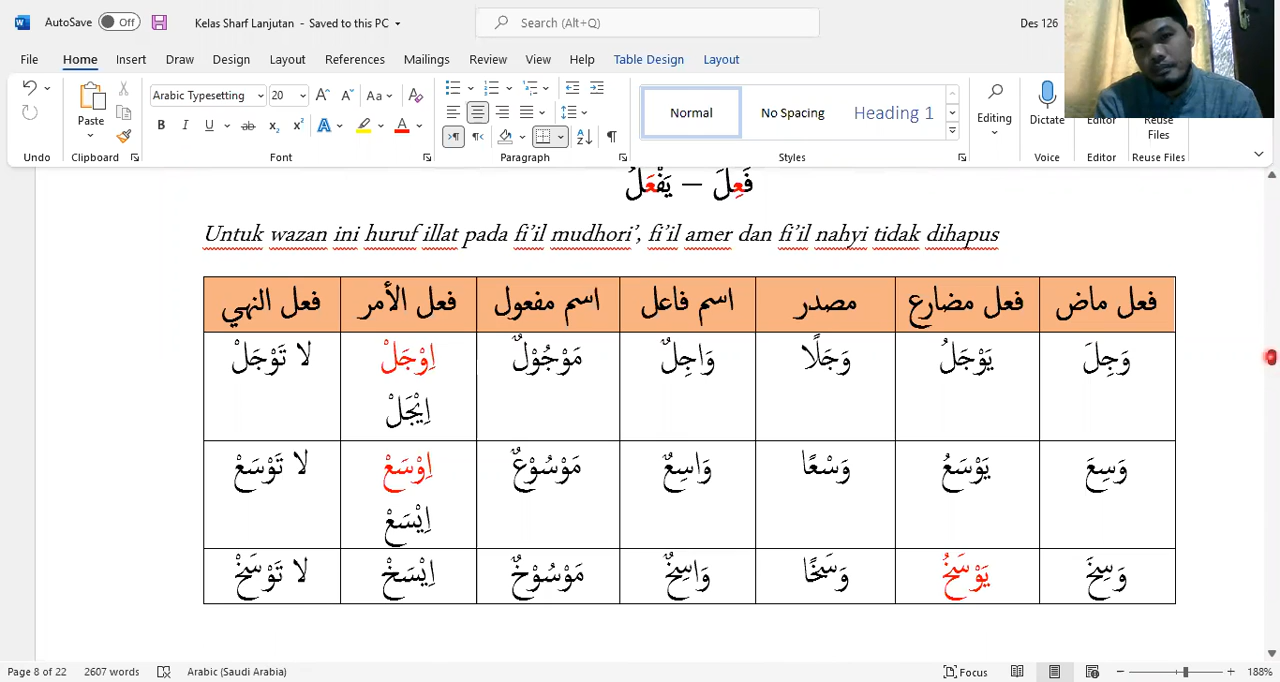 AutoSave Off Kelas Sharf Lanjutan - Saved to this PC Search (Alt+Q) Des 126
File Home Insert Draw Design Layout References Mailings Review View Help Table Design Layout
Paste Arabic Typesetting 20 Normal No Spacing Heading 1 Editing Dictate Editor Reuse Files
Undo Clipboard Font Paragraph Styles Voice Editor Reuse Files
فَعِلَ – يَفْعَلُ
Untuk wazan ini huruf illat pada fi’il mudhori’, fi’il amer dan fi’il nahyi tidak dihapus
فعل ماض فعل مضارع مصدر اسم فاعل اسم مفعول فعل الأمر فعل النهي
وَجِلَ يَوْجَلُ وَجَلًا وَاجِلٌ مَوْجُوْلٌ اِوْجَلْ لا تَوْجَلْ
اِيْجَلْ
وَسِعَ يَوْسَعُ وَسْعًا وَاسِعٌ مَوْسُوْعٌ اِوْسَعْ لا تَوْسَعْ
اِيْسَعْ
وَسِخَ يَوْسَخُ وَسَخًا وَاسِخٌ مَوْسُوْخٌ اِيْسَخْ لا تَوْسَخْ
Page 8 of 22 2607 words Arabic (Saudi Arabia) Focus 188%